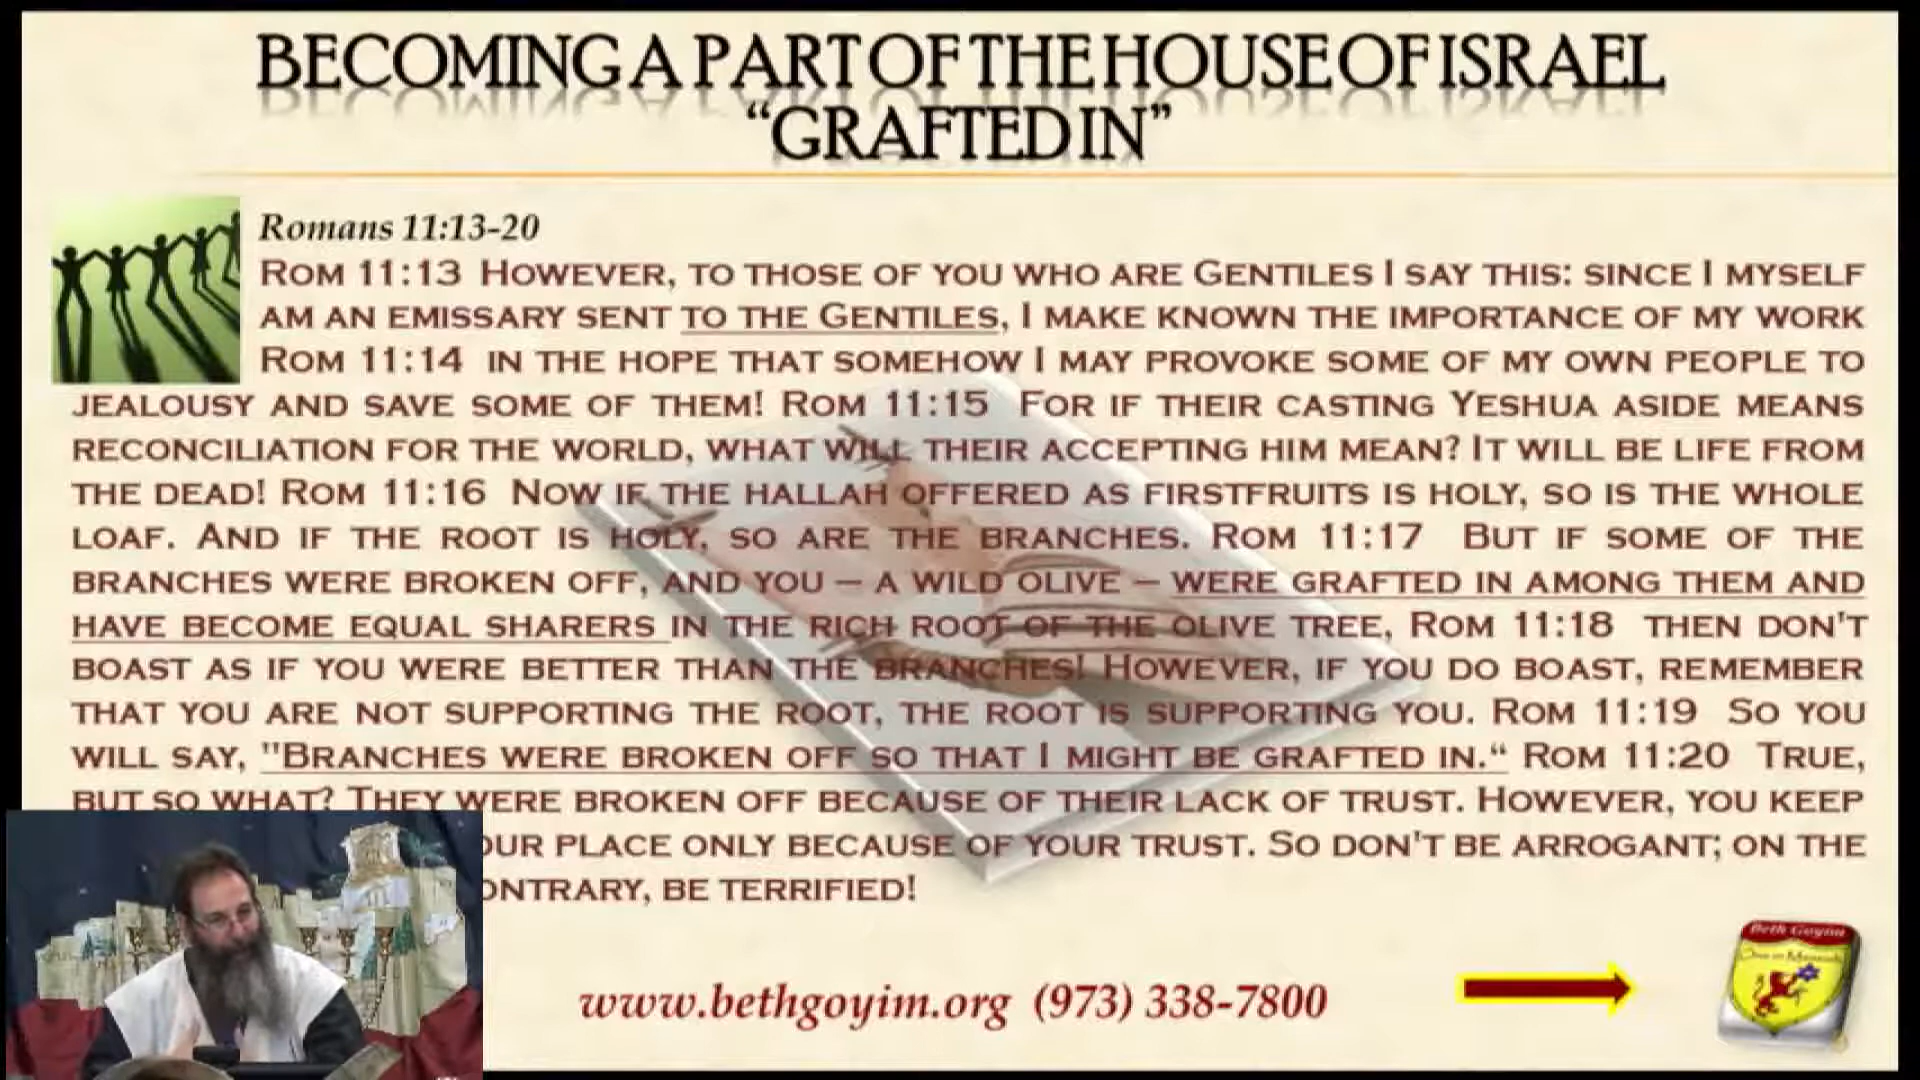 BECOMING A PART OF THE HOUSE OF ISRAEL
“GRAFTED IN”
Romans 11:13-20
ROM 11:13 HOWEVER, TO THOSE OF YOU WHO ARE GENTILES I SAY THIS: SINCE I MYSELF
AM AN EMISSARY SENT TO THE GENTILES, I MAKE KNOWN THE IMPORTANCE OF MY WORK
ROM 11:14 IN THE HOPE THAT SOMEHOW I MAY PROVOKE SOME OF MY OWN PEOPLE TO
JEALOUSY AND SAVE SOME OF THEM! ROM 11:15 FOR IF THEIR CASTING YESHUA ASIDE MEANS
RECONCILIATION FOR THE WORLD, WHAT WILL THEIR ACCEPTING HIM MEAN? IT WILL BE LIFE FROM
THE DEAD! ROM 11:16 NOW IF THE HALLAH OFFERED AS FIRSTFRUITS IS HOLY, SO IS THE WHOLE
LOAF. AND IF THE ROOT IS HOLY, SO ARE THE BRANCHES. ROM 11:17 BUT IF SOME OF THE
BRANCHES WERE BROKEN OFF, AND YOU — A WILD OLIVE — WERE GRAFTED IN AMONG THEM AND
HAVE BECOME EQUAL SHARERS IN THE RICH ROOT OF THE OLIVE TREE, ROM 11:18 THEN DON'T
BOAST AS IF YOU WERE BETTER THAN THE BRANCHES! HOWEVER, IF YOU DO BOAST, REMEMBER
THAT YOU ARE NOT SUPPORTING THE ROOT, THE ROOT IS SUPPORTING YOU. ROM 11:19 SO YOU
WILL SAY, "BRANCHES WERE BROKEN OFF SO THAT I MIGHT BE GRAFTED IN.“ ROM 11:20 TRUE,
BUT SO WHAT? THEY WERE BROKEN OFF BECAUSE OF THEIR LACK OF TRUST. HOWEVER, YOU KEEP
OUR PLACE ONLY BECAUSE OF YOUR TRUST. SO DON'T BE ARROGANT; ON THE
ONTRARY, BE TERRIFIED!
www.bethgoyim.org (973) 338-7800
Beth Goyim
One in Messiah